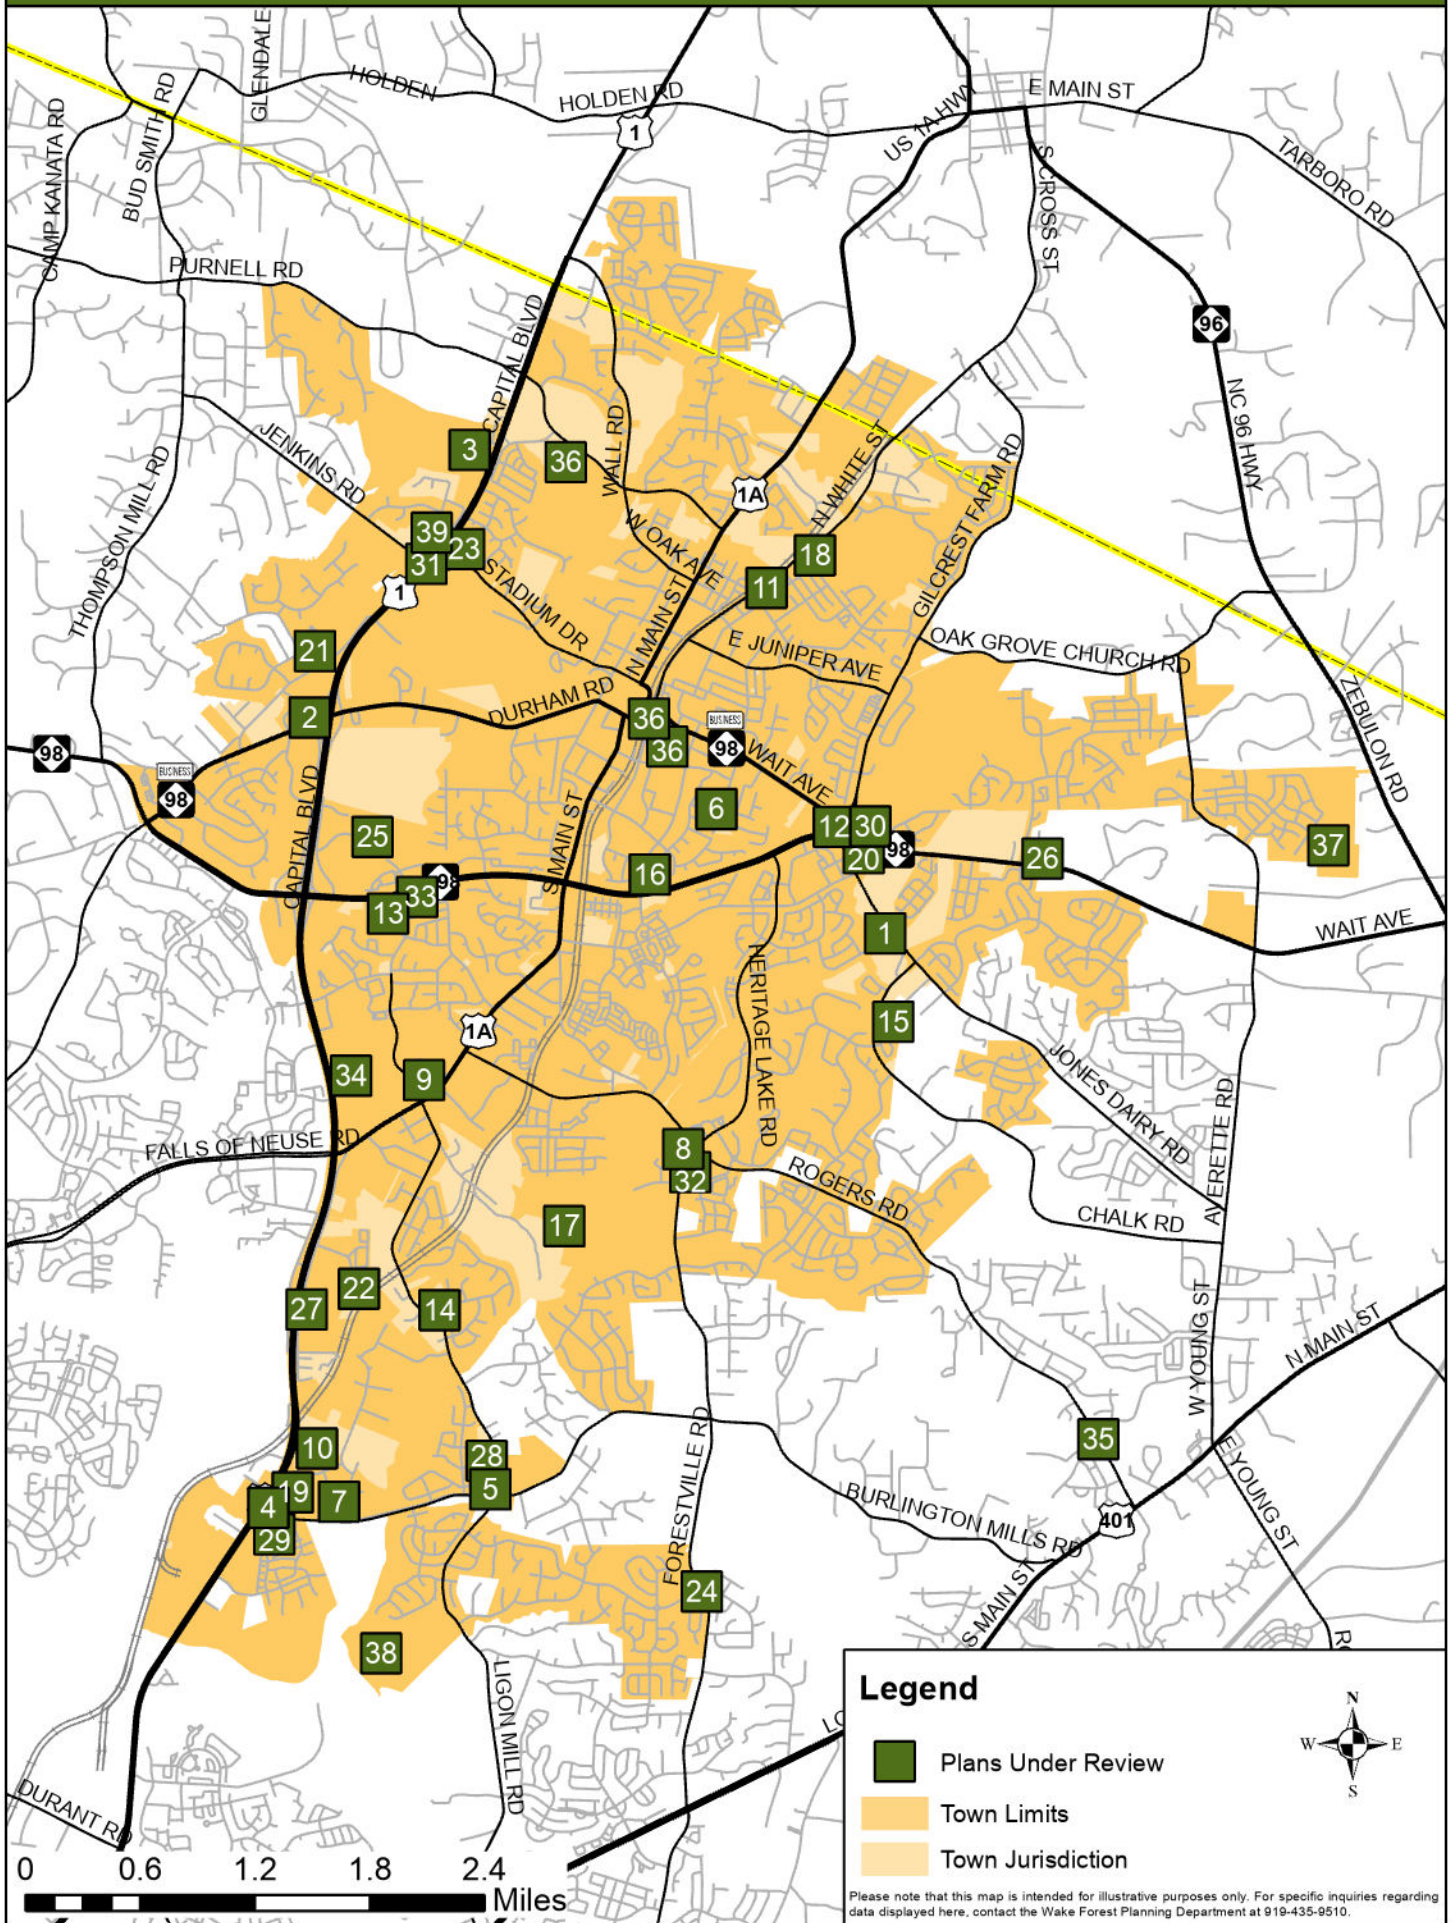 GLENDALE
HOLDEN
HOLDEN RD
E MAIN ST
1
US 1A HWY
CAMP KANATA RD
BUD SMITH RD
S CROSS ST
TARBORO RD
PURNELL RD
CAPITAL BLVD
96
NC 96 HWY
JENKINS RD
3
36
WALL RD
1A
N WHITE ST
GILCREST FARM RD
THOMPSON MILL RD
39
23
31
W OAK AVE
18
11
1
STADIUM DR
N MAIN ST
E JUNIPER AVE
OAK GROVE CHURCH RD
21
2
DURHAM RD
36
36
BUSINESS
98
WAIT AVE
ZEBULON RD
98
BUSINESS
98
CAPITAL BLVD
25
S MAIN ST
6
12
30
20
98
26
37
16
98
33
13
1
WAIT AVE
HERITAGE LAKE RD
15
1A
JONES DAIRY RD
34
9
AVERETTE RD
FALLS OF NEUSE RD
8
32
ROGERS RD
CHALK RD
17
22
27
14
W YOUNG ST
N MAIN ST
10
28
5
19
4
7
29
FORESTVILLE RD
35
BURLINGTON MILLS RD
401
E YOUNG ST
24
S MAIN ST
38
LIGON MILL RD
DURANT RD
Legend
N
W
E
S
Plans Under Review
Town Limits
Town Jurisdiction
0 0.6 1.2 1.8 2.4
Miles
Please note that this map is intended for illustrative purposes only. For specific inquiries regarding
data displayed here, contact the Wake Forest Planning Department at 919-435-9510.